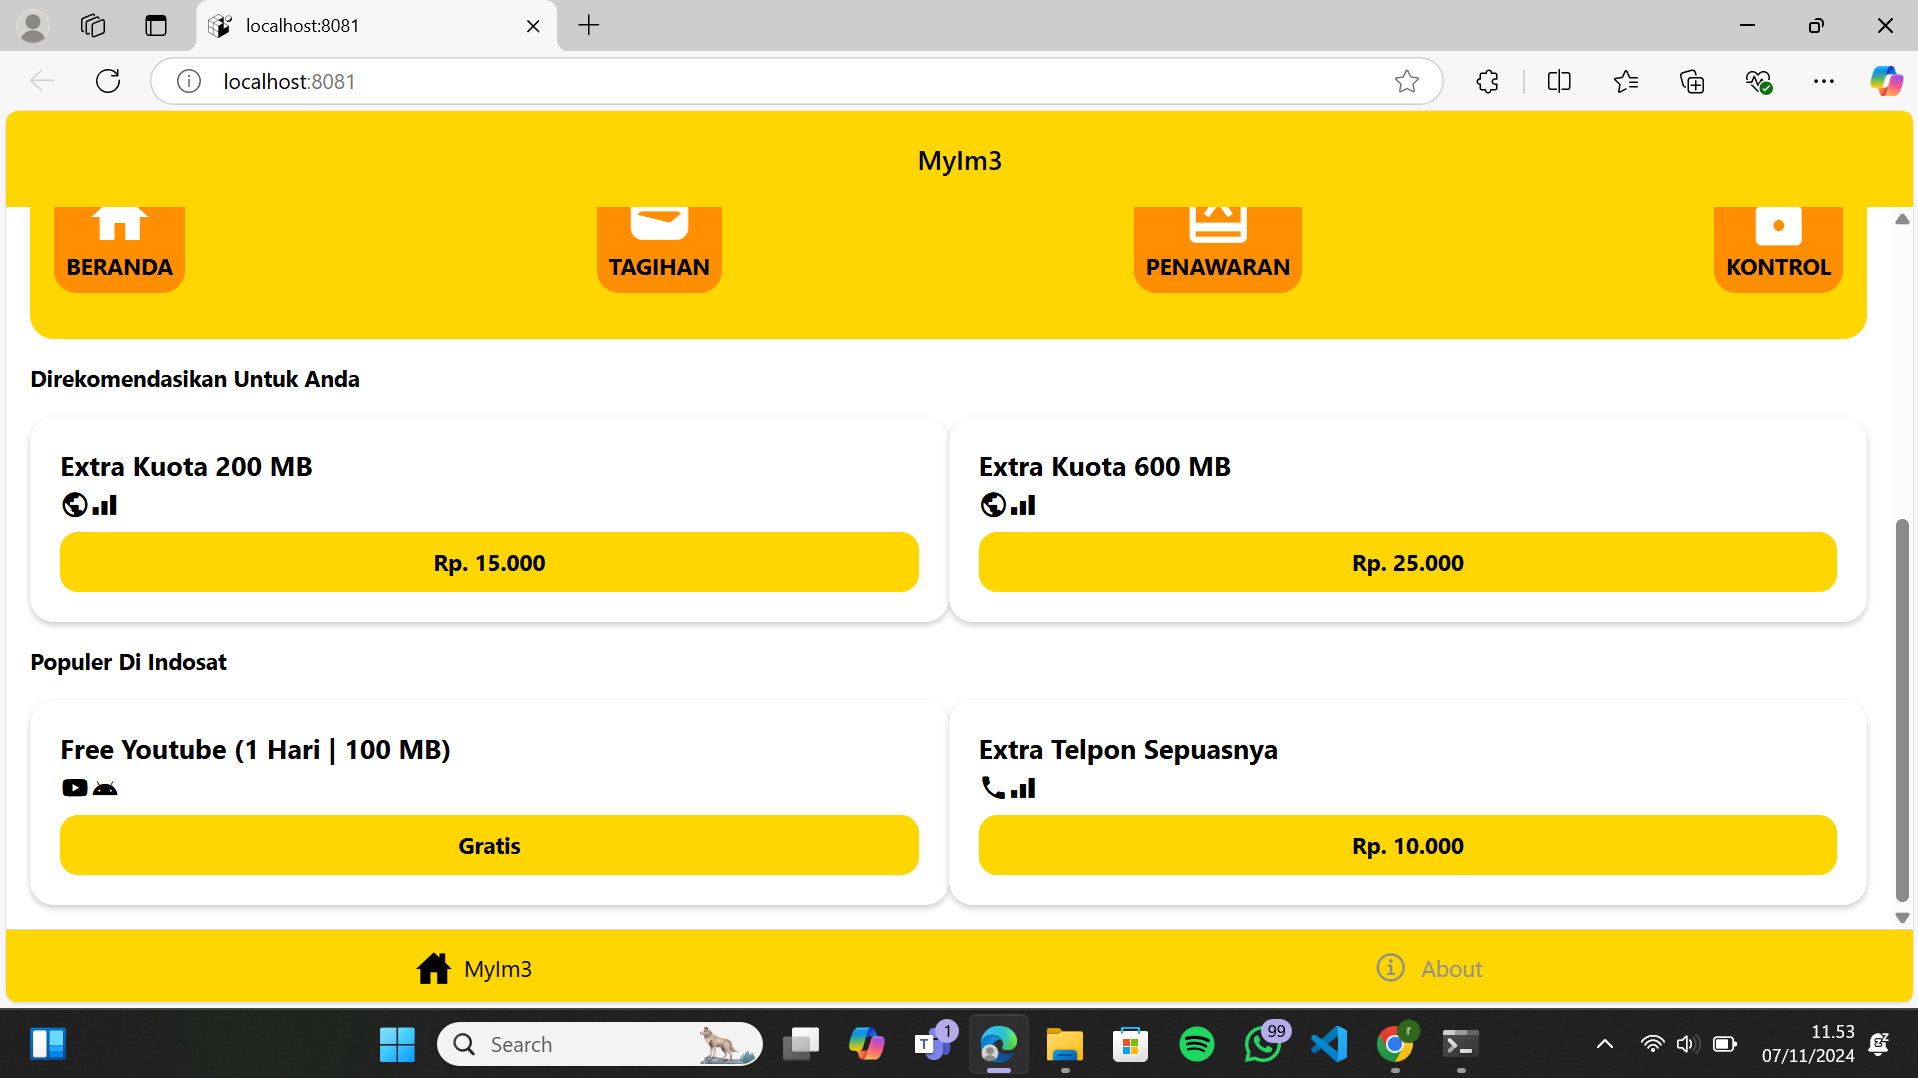 localhost:8081
localhost:8081
MyIm3
BERANDA
TAGIHAN
PENAWARAN
KONTROL
Direkomendasikan Untuk Anda
Extra Kuota 200 MB
Extra Kuota 600 MB
Rp. 15.000
Rp. 25.000
Populer Di Indosat
Free Youtube (1 Hari | 100 MB)
Extra Telpon Sepuasnya
Gratis
Rp. 10.000
MyIm3
About
Search
T
1
99
r
11.53
07/11/2024